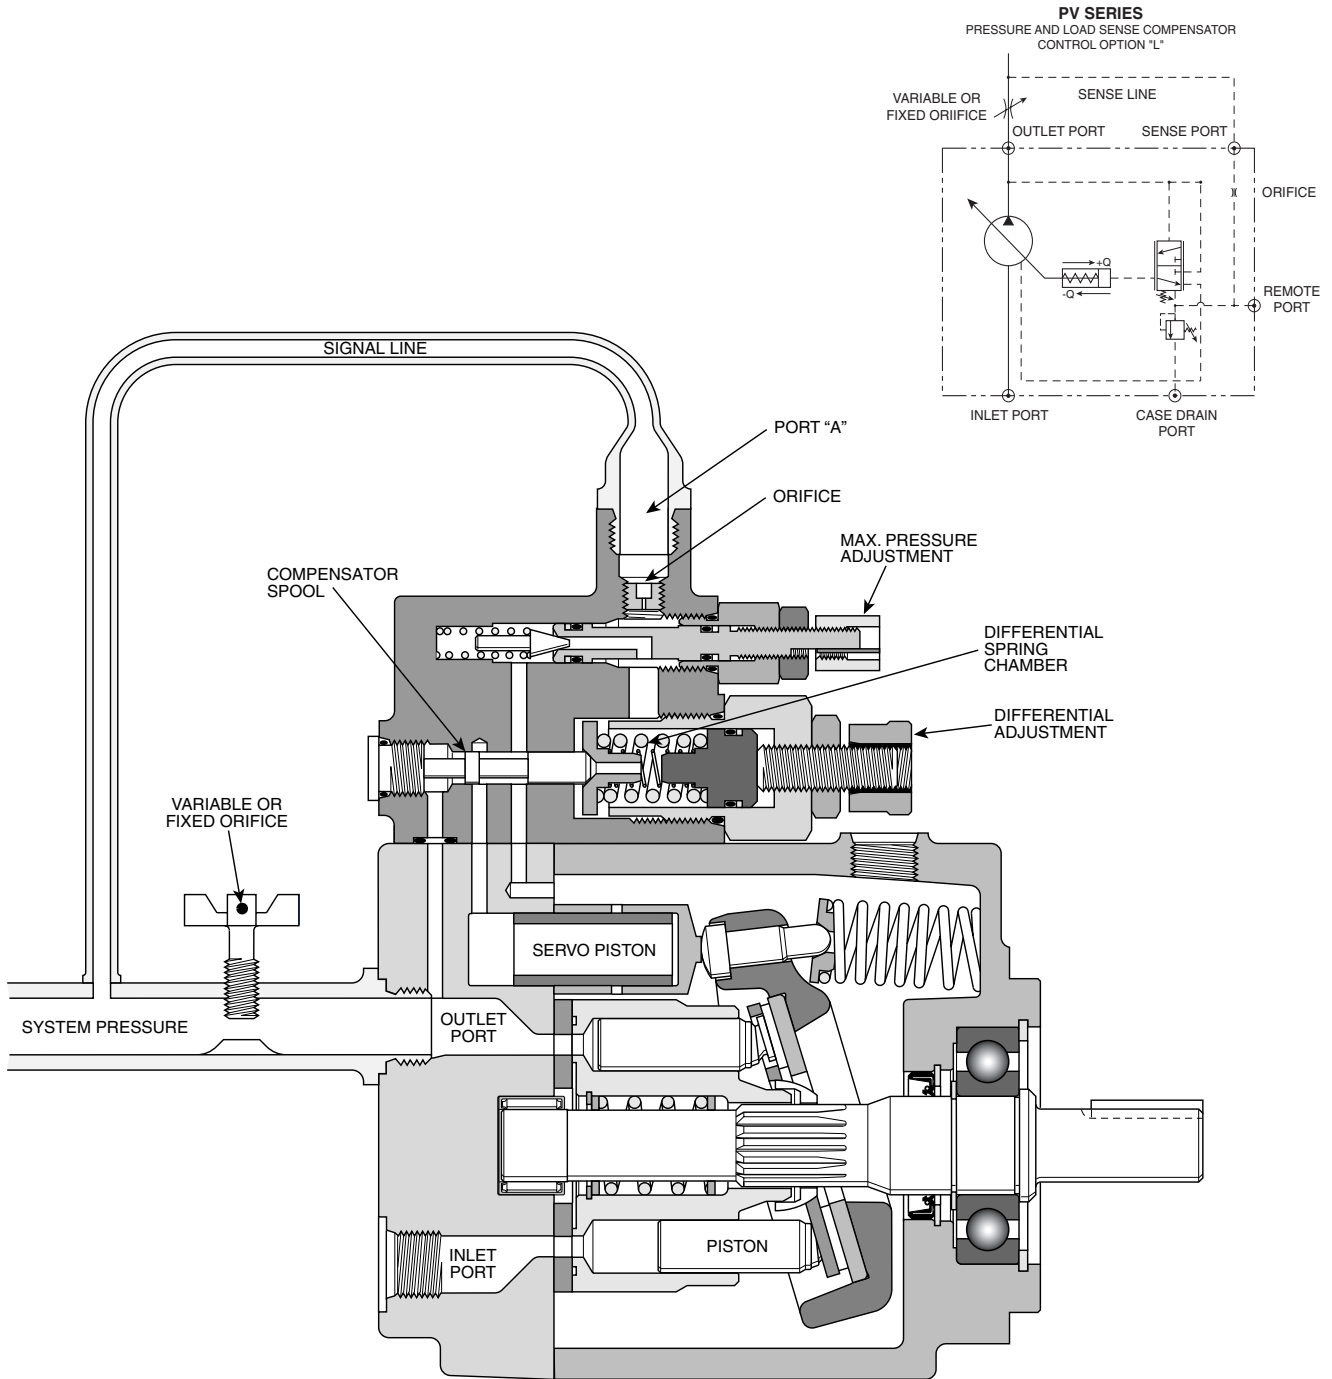 PV SERIES
PRESSURE AND LOAD SENSE COMPENSATOR
CONTROL OPTION "L"
VARIABLE OR
FIXED ORIIFICE
SENSE LINE
OUTLET PORT
SENSE PORT
ORIFICE
+Q
-Q
REMOTE
PORT
INLET PORT
CASE DRAIN
PORT
SIGNAL LINE
PORT “A”
ORIFICE
MAX. PRESSURE
ADJUSTMENT
COMPENSATOR
SPOOL
DIFFERENTIAL
SPRING
CHAMBER
DIFFERENTIAL
ADJUSTMENT
VARIABLE OR
FIXED ORIFICE
SERVO PISTON
SYSTEM PRESSURE
OUTLET
PORT
INLET
PORT
PISTON